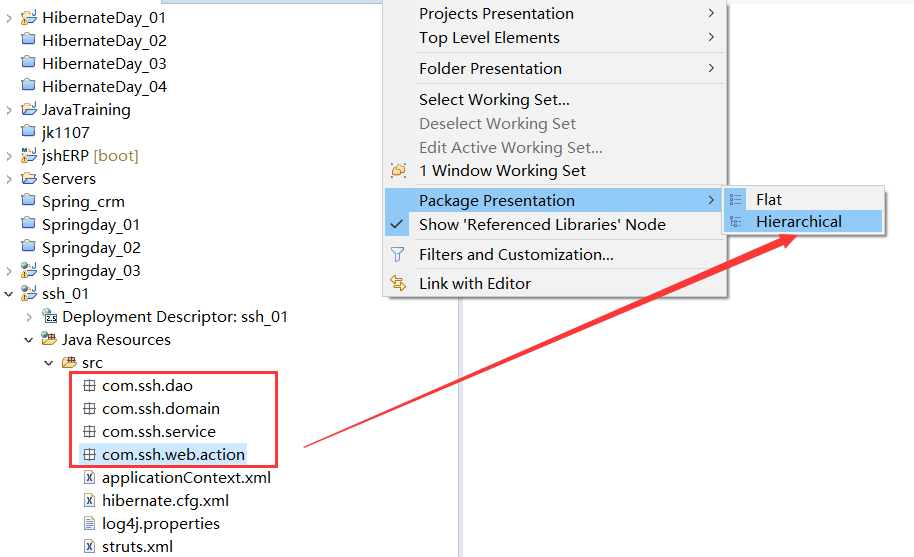 HibernateDay_01
HibernateDay_02
HibernateDay_03
HibernateDay_04
JavaTraining
jk1107
jshERP [boot]
Servers
Spring_crm
Springday_01
Springday_02
Springday_03
ssh_01
2.5 Deployment Descriptor: ssh_01
Java Resources
src
com.ssh.dao
com.ssh.domain
com.ssh.service
com.ssh.web.action
applicationContext.xml
hibernate.cfg.xml
log4j.properties
struts.xml
Projects Presentation
Top Level Elements
Folder Presentation
Select Working Set...
Deselect Working Set
Edit Active Working Set...
1 Window Working Set
Package Presentation
Show 'Referenced Libraries' Node
Filters and Customization...
Link with Editor
Flat
Hierarchical